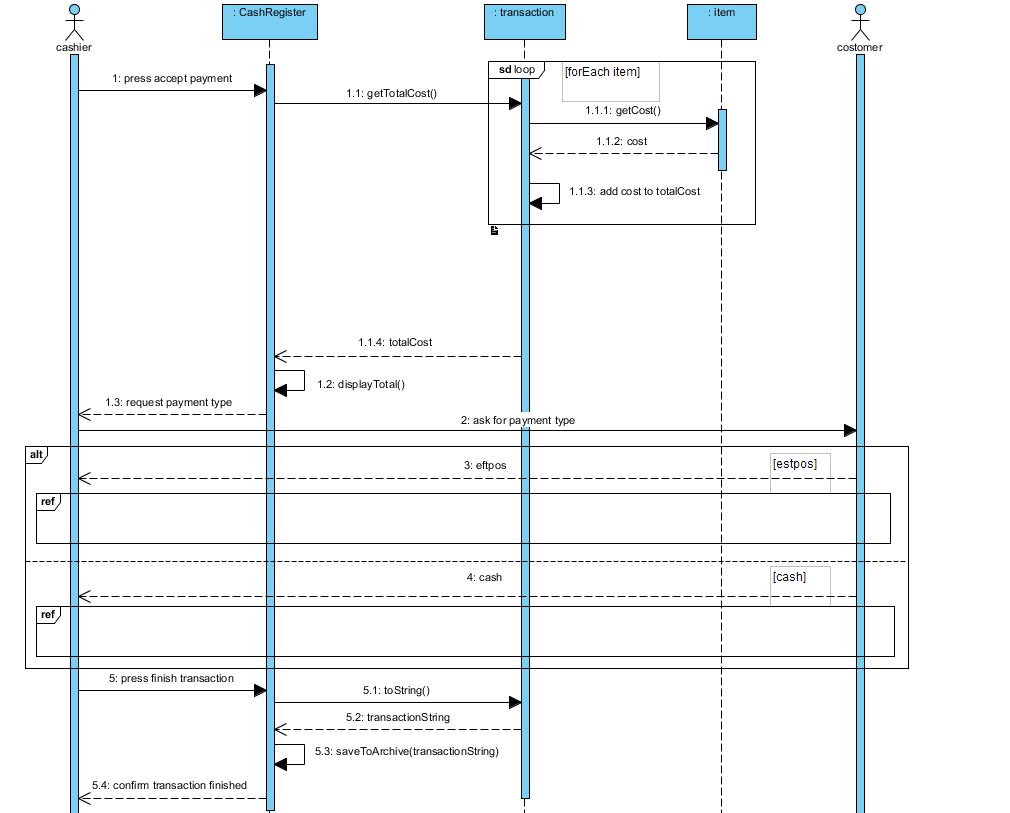 : CashRegister
: transaction
: item
cashier
costomer
sd loop
[forEach item]
1: press accept payment
1.1: getTotalCost()
1.1.1: getCost()
1.1.2: cost
1.1.3: add cost to totalCost
1.1.4: totalCost
1.2: displayTotal()
1.3: request payment type
2: ask for payment type
alt
3: eftpos
[estpos]
ref
4: cash
[cash]
ref
5: press finish transaction
5.1: toString()
5.2: transactionString
5.3: saveToArchive(transactionString)
5.4: confirm transaction finished